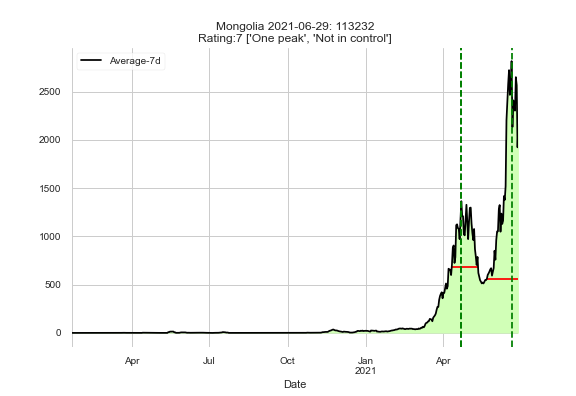 Mongolia 2021-06-29: 113232
Rating:7 ['One peak', 'Not in control']
Average-7d
2500
2000
1500
1000
500
0
Apr Jul Oct Jan Apr
2021
Date